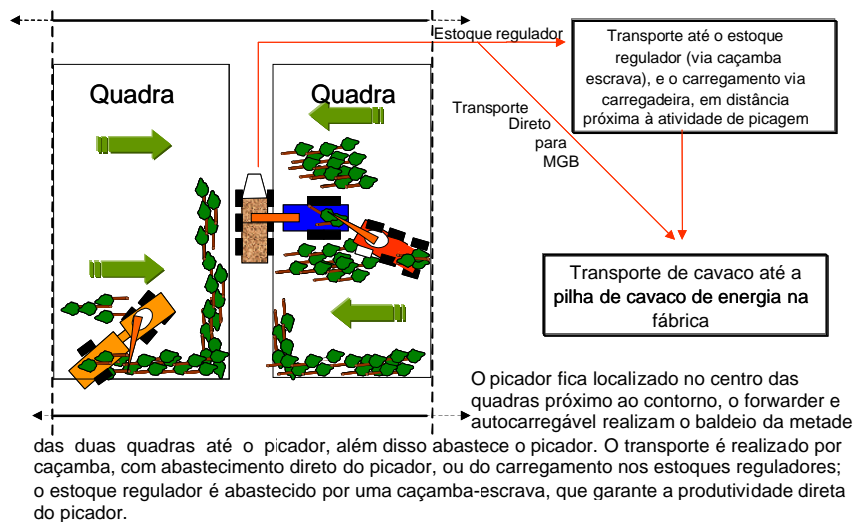 Estoque regulador
Transporte até o estoque
regulador (via caçamba
escrava), e o carregamento via
carregadeira, em distância
próxima à atividade de picagem
Quadra
Quadra
Transporte
Direto
para
MGB
Transporte de cavaco até a
pilha de cavaco de energia na
fábrica
O picador fica localizado no centro das
quadras próximo ao contorno, o forwarder e
autocarregável realizam o baldeio da metade
das duas quadras até o picador, além disso abastece o picador. O transporte é realizado por
caçamba, com abastecimento direto do picador, ou do carregamento nos estoques reguladores;
o estoque regulador é abastecido por uma caçamba-escrava, que garante a produtividade direta
do picador.